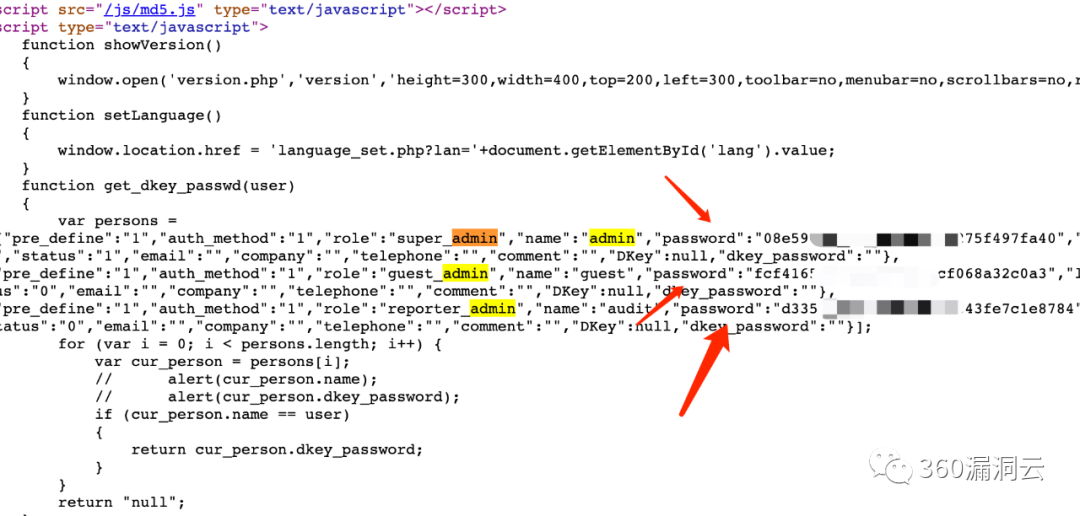 script src="/js/md5.js" type="text/javascript"></script>
script type="text/javascript">
function showVersion()
{
window.open('version.php','version','height=300,width=400,top=200,left=300,toolbar=no,menubar=no,scrollbars=no,r
}
function setLanguage()
{
window.location.href = 'language_set.php?lan='+document.getElementById('lang').value;
}
function get_dkey_passwd(user)
{
var persons =
"pre_define":"1","auth_method":"1","role":"super_admin","name":"admin","password":"08e59 75f497fa40","
,"status":"1","email":"","company":"","telephone":"","comment":"","DKey":null,"dkey_password":""},
"pre_define":"1","auth_method":"1","role":"guest_admin","name":"guest","password":"fcf416 cf068a32c0a3","l
us":"0","email":"","company":"","telephone":"","comment":"","DKey":null,"dkey_password":""},
"pre_define":"1","auth_method":"1","role":"reporter_admin","name":"audit","password":"d335 43fe7c1e8784"
tatus":"0","email":"","company":"","telephone":"","comment":"","DKey":null,"dkey_password":""}];
for (var i = 0; i < persons.length; i++) {
var cur_person = persons[i];
// alert(cur_person.name);
// alert(cur_person.dkey_password);
if (cur_person.name == user)
{
return cur_person.dkey_password;
}
}
return "null";
360漏洞云